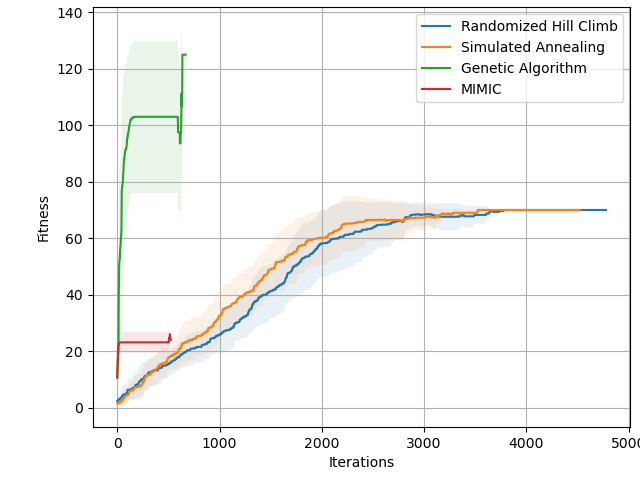 140
120
100
80
60
40
20
0
Fitness
Randomized Hill Climb
Simulated Annealing
Genetic Algorithm
MIMIC
0 1000 2000 3000 4000 5000
Iterations